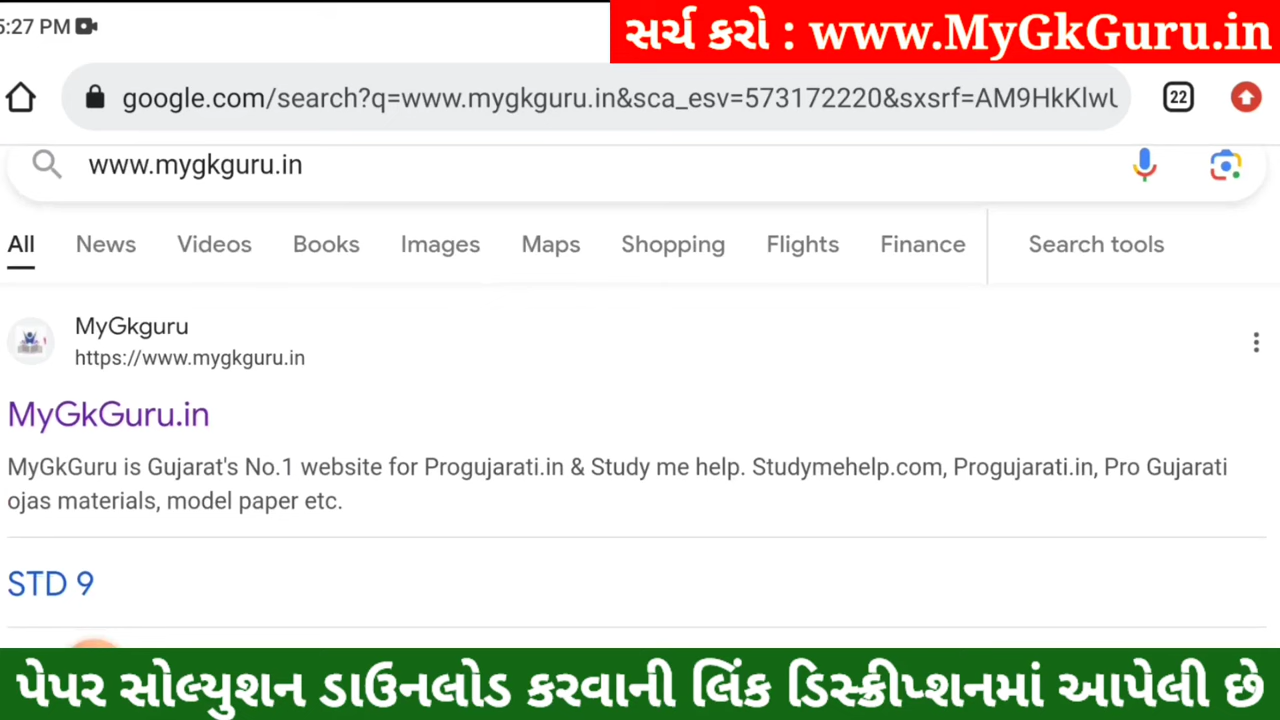 5:27 PM
સર્ચ કરો : www.MyGkGuru.in
google.com/search?q=www.mygkguru.in&sca_esv=573172220&sxsrf=AM9HkKlwU
22
www.mygkguru.in
All News Videos Books Images Maps Shopping Flights Finance Search tools
MyGkguru
https://www.mygkguru.in
MyGkGuru.in
MyGkGuru is Gujarat's No.1 website for Progujarati.in & Study me help. Studymehelp.com, Progujarati.in, Pro Gujarati
ojas materials, model paper etc.
STD 9
પેપર સોલ્યુશન ડાઉનલોડ કરવાની લિંક ડિસ્ક્રીપ્શનમાં આપેલી છે